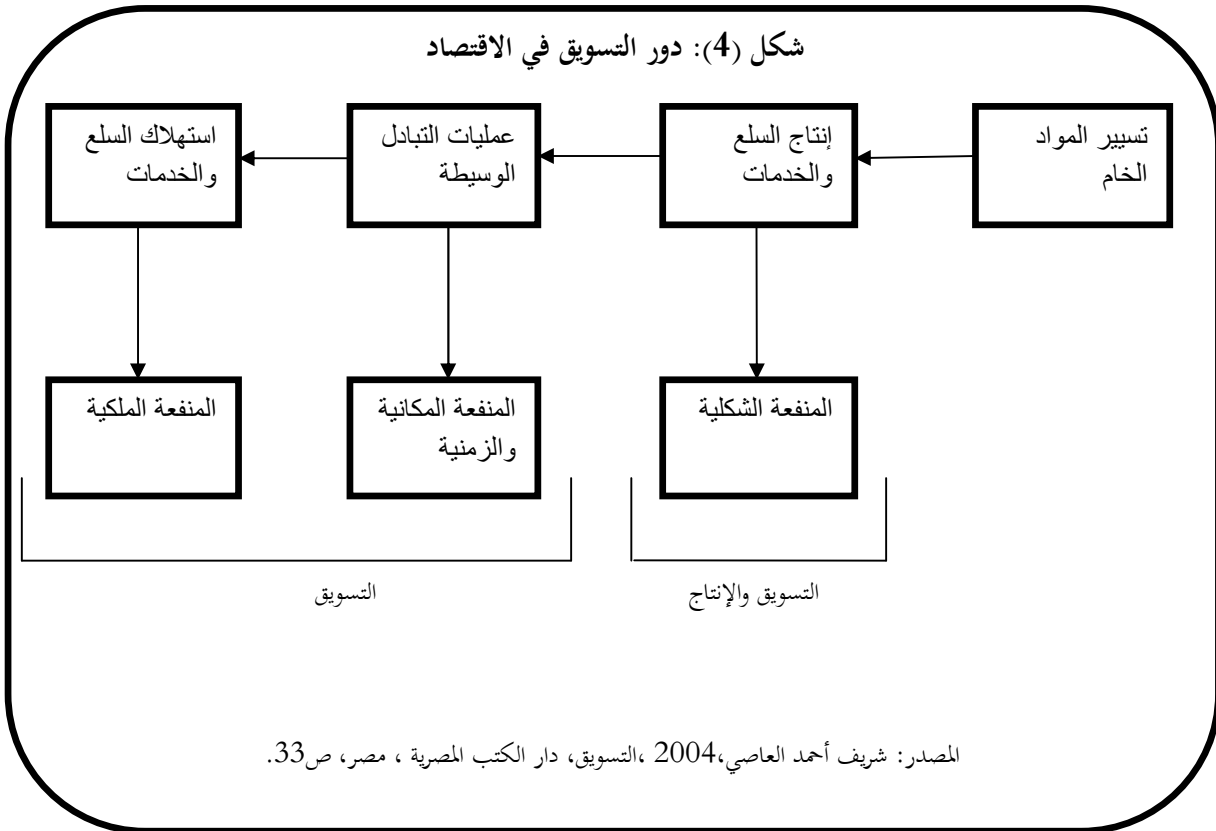 شكل (4): دور التسويق في الاقتصاد
تسيير المواد
الخام
إنتاج السلع
والخدمات
عمليات التبادل
الوسيطة
استهلاك السلع
والخدمات
المنفعة الشكلية
المنفعة المكانية
والزمنية
المنفعة الملكية
التسويق والإنتاج
التسويق
المصدر: شريف أحمد العاصي،2004 ،التسويق، دار الكتب المصرية ، مصر، ص33.